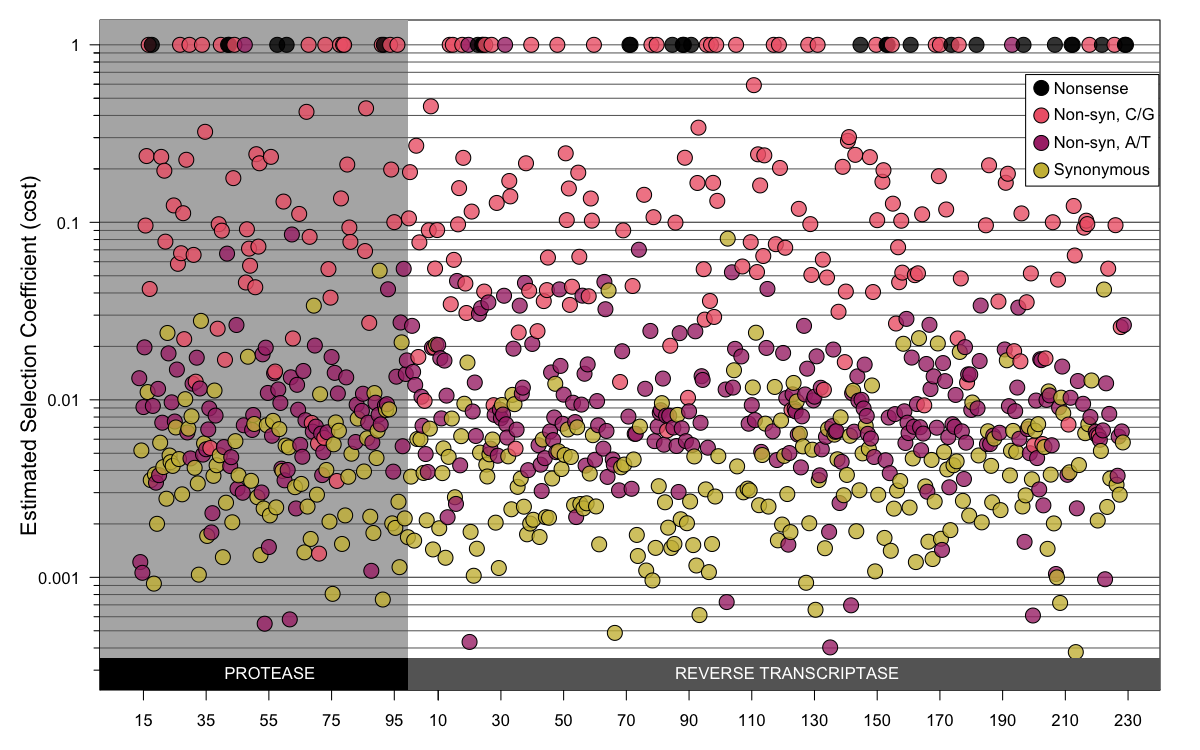 Estimated Selection Coefficient (cost)
1
0.1
0.01
0.001
Nonsense
Non-syn, C/G
Non-syn, A/T
Synonymous
PROTEASE
REVERSE TRANSCRIPTASE
15 35 55 75 95 10 30 50 70 90 110 130 150 170 190 210 230